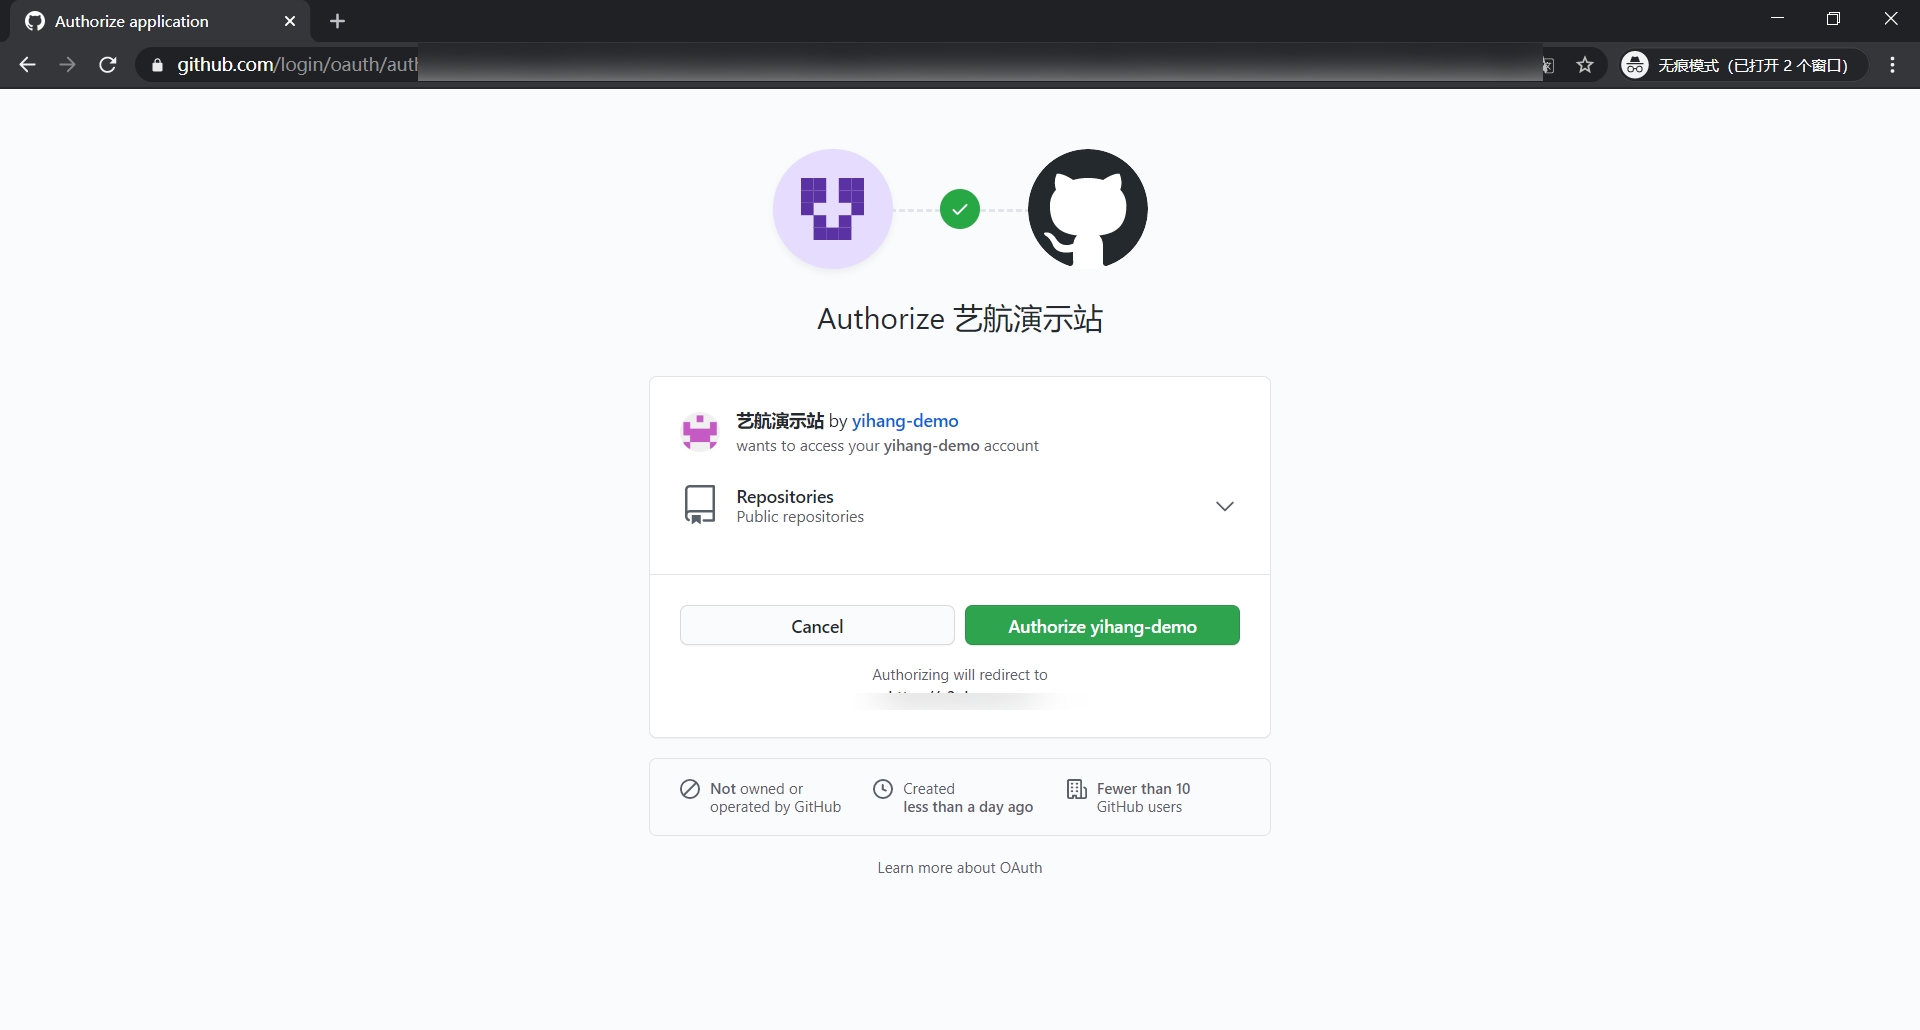 Authorize application
github.com/login/oauth/auth
无痕模式（已打开 2 个窗口）
Authorize 艺航演示站
艺航演示站 by yihang-demo
wants to access your yihang-demo account
Repositories
Public repositories
Cancel
Authorize yihang-demo
Authorizing will redirect to
Not owned or
operated by GitHub
Created
less than a day ago
Fewer than 10
GitHub users
Learn more about OAuth